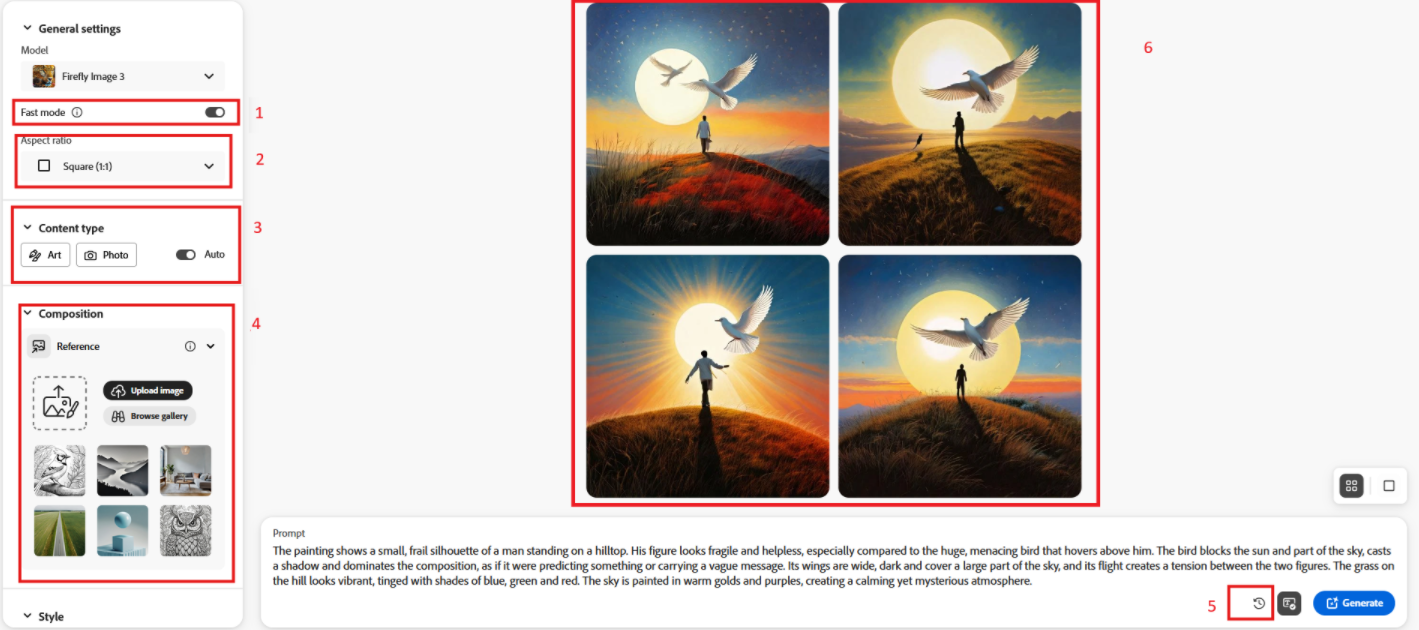 General settings
Model
Firefly Image 3
Fast mode
1
Aspect ratio
Square (1:1)
2
3
Content type
Art
Photo
Auto
Composition
4
Reference
Upload image
Browse gallery
Style
6
Prompt
The painting shows a small, frail silhouette of a man standing on a hilltop. His figure looks fragile and helpless, especially compared to the huge, menacing bird that hovers above him. The bird blocks the sun and part of the sky, casts
a shadow and dominates the composition, as if it were predicting something or carrying a vague message. Its wings are wide, dark and cover a large part of the sky, and its flight creates a tension between the two figures. The grass on
the hill looks vibrant, tinged with shades of blue, green and red. The sky is painted in warm golds and purples, creating a calming yet mysterious atmosphere.
5
Generate